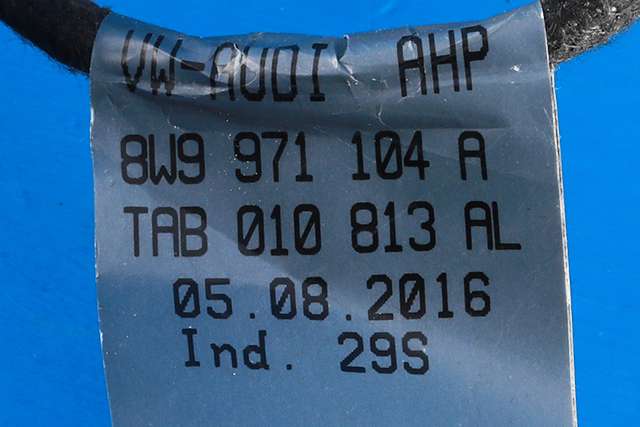 VW-AUDI AHP
8W9 971 104 A
TAB 010 813 AL
05.08.2016
Ind. 29S